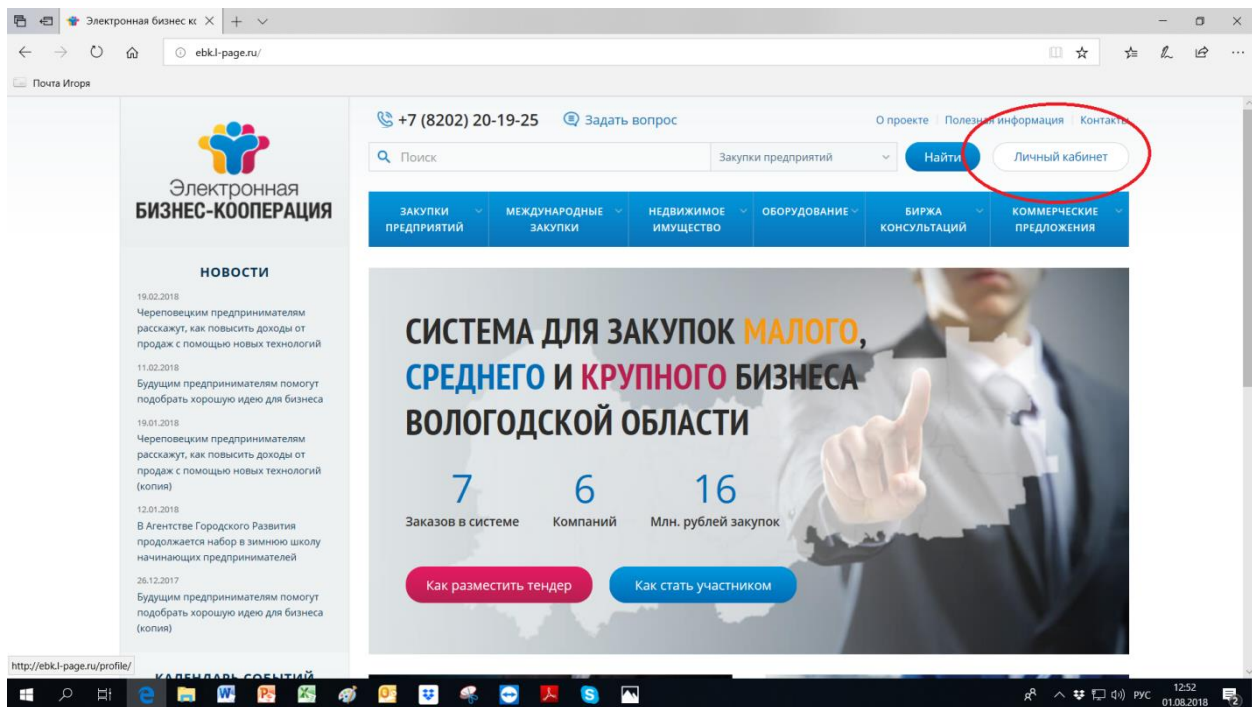 Электронная бизнес кс
ebk.l-page.ru/
Почта Игоря
+7 (8202) 20-19-25 Задать вопрос
О проекте Полезная информация Контакты
Поиск Закупки предприятий Найти Личный кабинет
Электронная
БИЗНЕС-КООПЕРАЦИЯ
ЗАКУПКИ
ПРЕДПРИЯТИЙ
МЕЖДУНАРОДНЫЕ
ЗАКУПКИ
НЕДВИЖИМОЕ
ИМУЩЕСТВО
ОБОРУДОВАНИЕ
БИРЖА
КОНСУЛЬТАЦИЙ
КОММЕРЧЕСКИЕ
ПРЕДЛОЖЕНИЯ
НОВОСТИ
19.02.2018
Череповецким предпринимателям
расскажут, как повысить доходы от
продаж с помощью новых технологий
11.02.2018
Будущим предпринимателям помогут
подобрать хорошую идею для бизнеса
19.01.2018
Череповецким предпринимателям
расскажут, как повысить доходы от
продаж с помощью новых технологий
(копия)
12.01.2018
В Агентстве Городского Развития
продолжается набор в зимнюю школу
начинающих предпринимателей
26.12.2017
Будущим предпринимателям помогут
подобрать хорошую идею для бизнеса
(копия)
КАЛЕНДАРЬ СОБЫТИЙ
СИСТЕМА ДЛЯ ЗАКУПОК МАЛОГО,
СРЕДНЕГО И КРУПНОГО БИЗНЕСА
ВОЛОГОДСКОЙ ОБЛАСТИ
7 6 16
Заказов в системе Компаний Млн. рублей закупок
Как разместить тендер Как стать участником
http://ebk.l-page.ru/profile/
РУС
12:52
01.08.2018
2